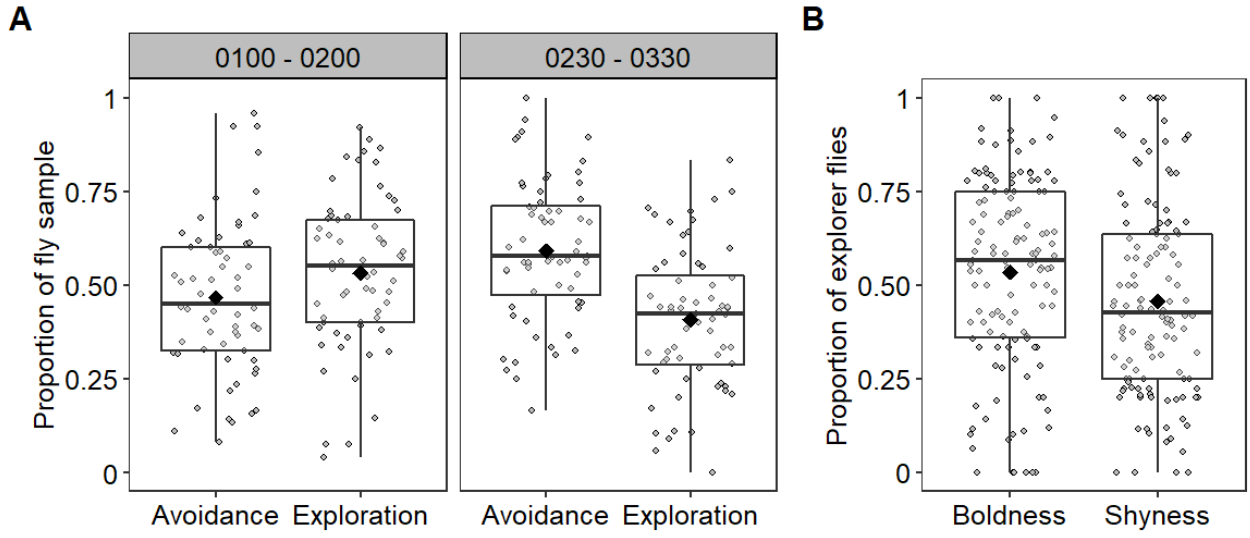 A
B
0100 - 0200
0230 - 0330
Proportion of fly sample
1
0.75
0.50
0.25
0
Avoidance
Exploration
Avoidance
Exploration
Proportion of explorer flies
1
0.75
0.50
0.25
0
Boldness
Shyness